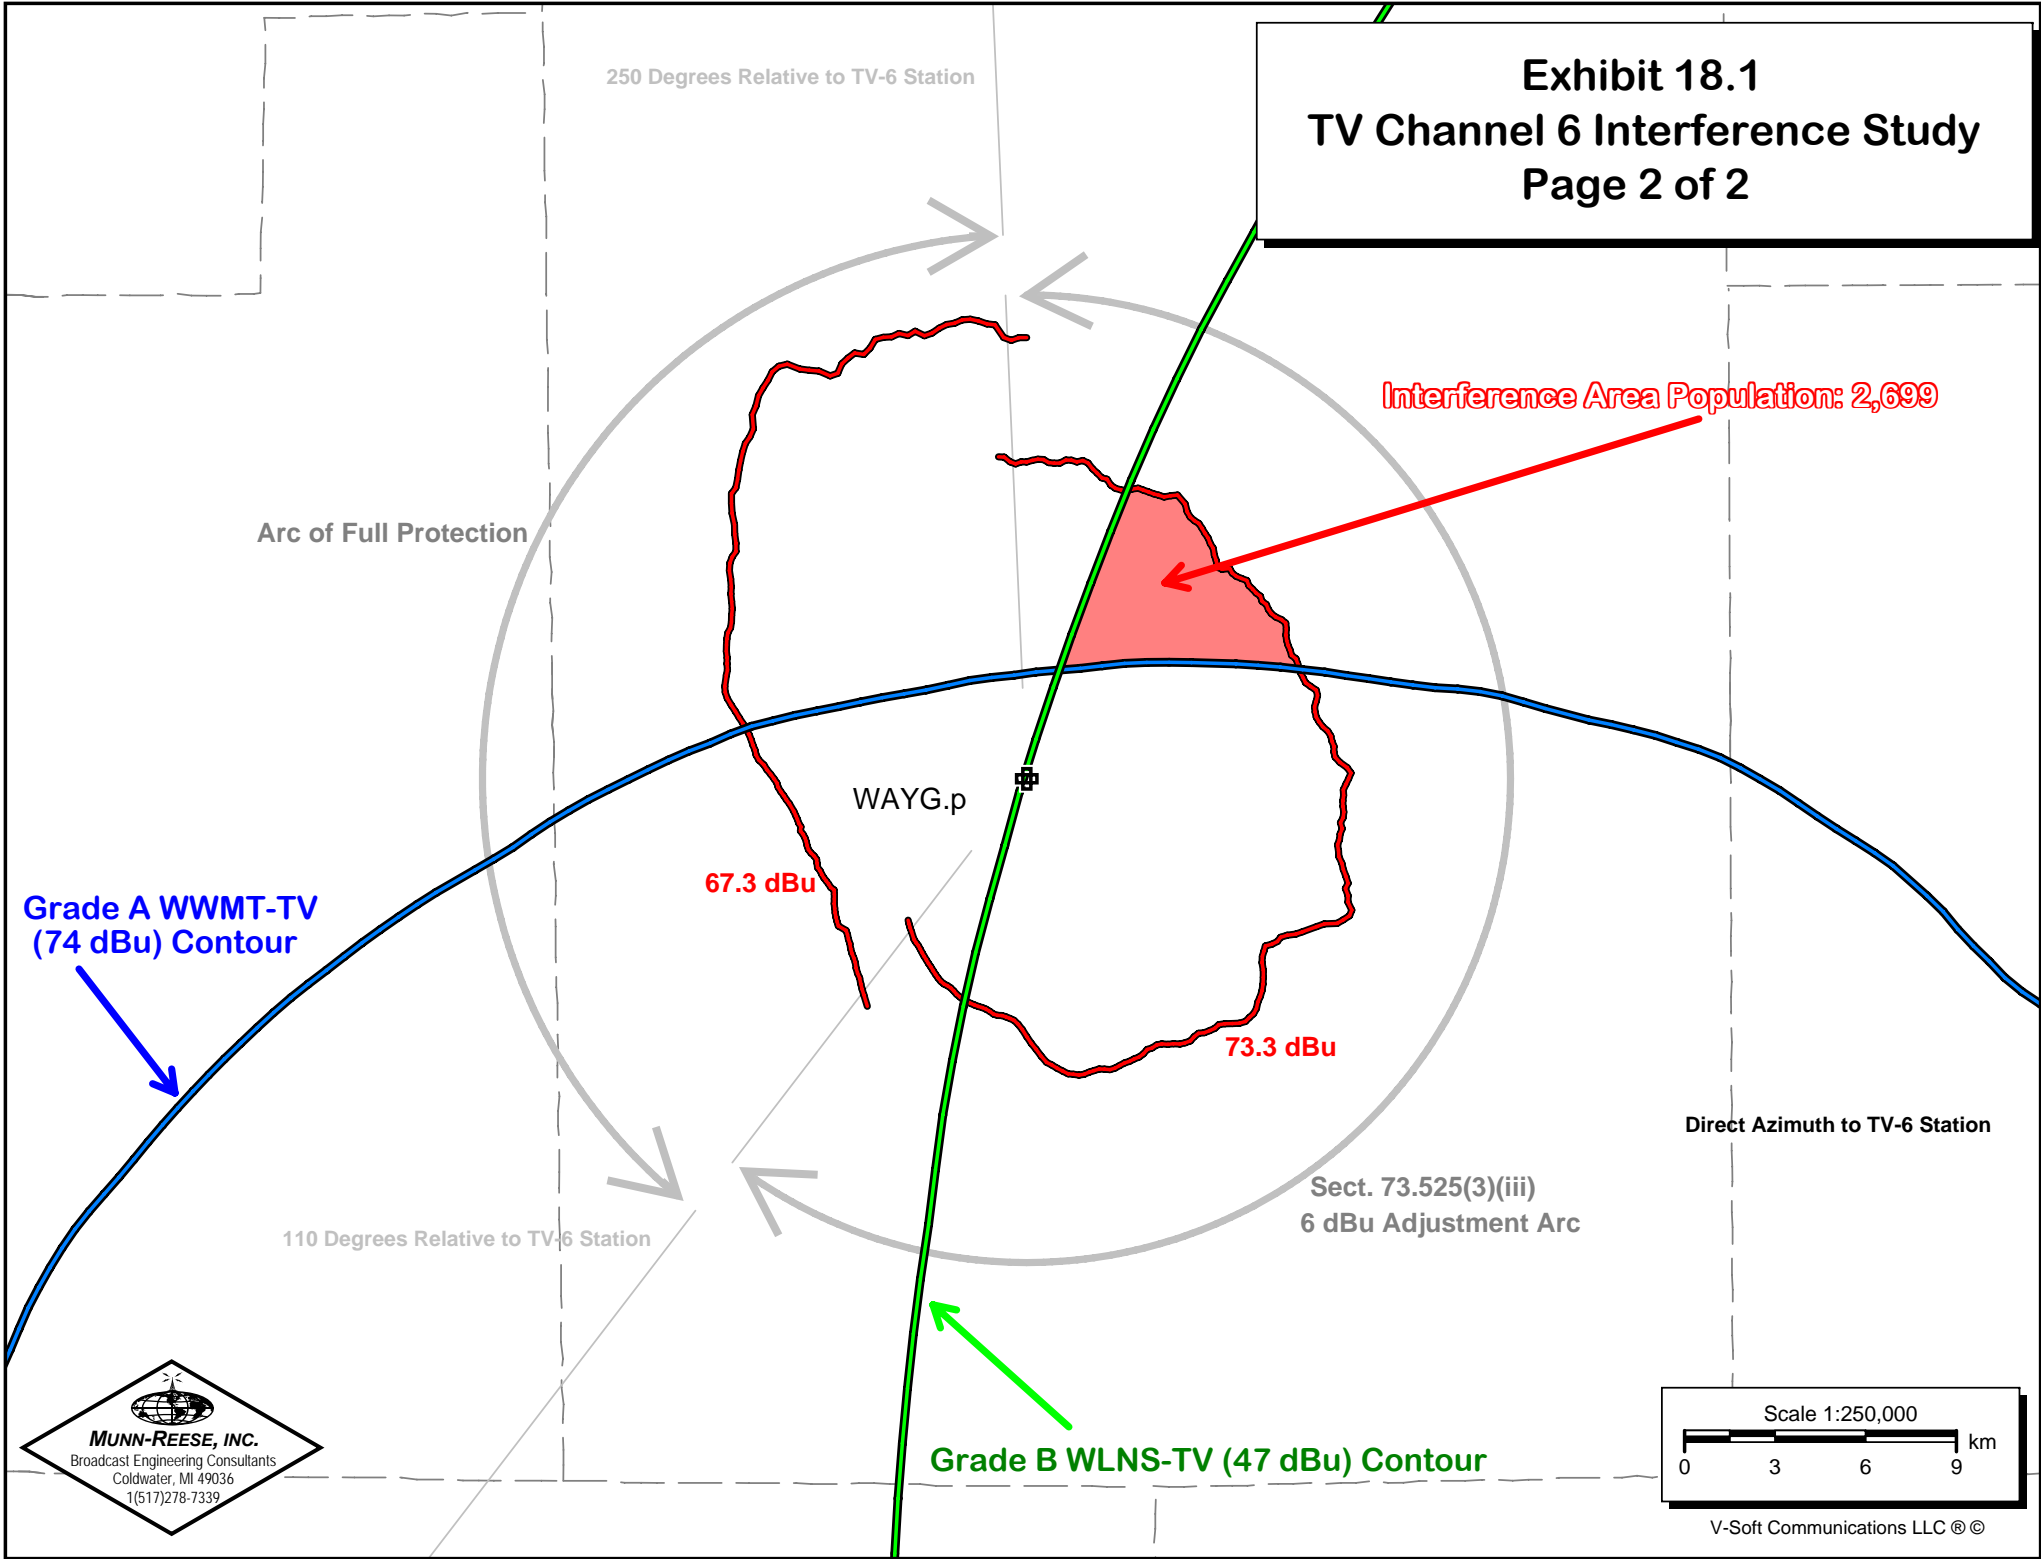 Exhibit 18.1
TV Channel 6 Interference Study
Page 2 of 2
250 Degrees Relative to TV-6 Station
Interference Area Population: 2,699
Arc of Full Protection
WAYG.p
67.3 dBu
Grade A WWMT-TV
(74 dBu) Contour
73.3 dBu
Direct Azimuth to TV-6 Station
Sect. 73.525(3)(iii)
6 dBu Adjustment Arc
110 Degrees Relative to TV-6 Station
Grade B WLNS-TV (47 dBu) Contour
MUNN-REESE, INC.
Broadcast Engineering Consultants
Coldwater, MI 49036
1(517)278-7339
Scale 1:250,000
km
0 3 6 9
V-Soft Communications LLC ® ©